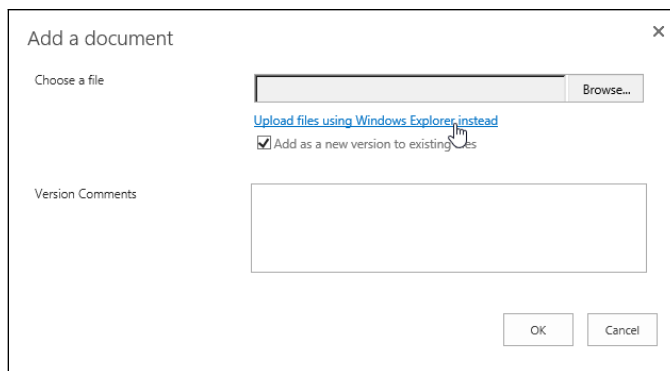 Add a document
Choose a file
Browse...
Upload files using Windows Explorer instead
Add as a new version to existing files
Version Comments
OK
Cancel